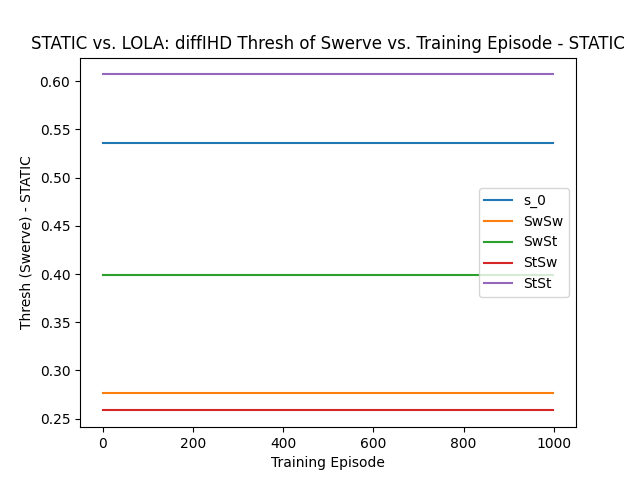 STATIC vs. LOLA: diffIHD Thresh of Swerve vs. Training Episode - STATIC
Thresh (Swerve) - STATIC
0.60
0.55
0.50
0.45
0.40
0.35
0.30
0.25
s_0
SwSw
SwSt
StSw
StSt
0 200 400 600 800 1000
Training Episode